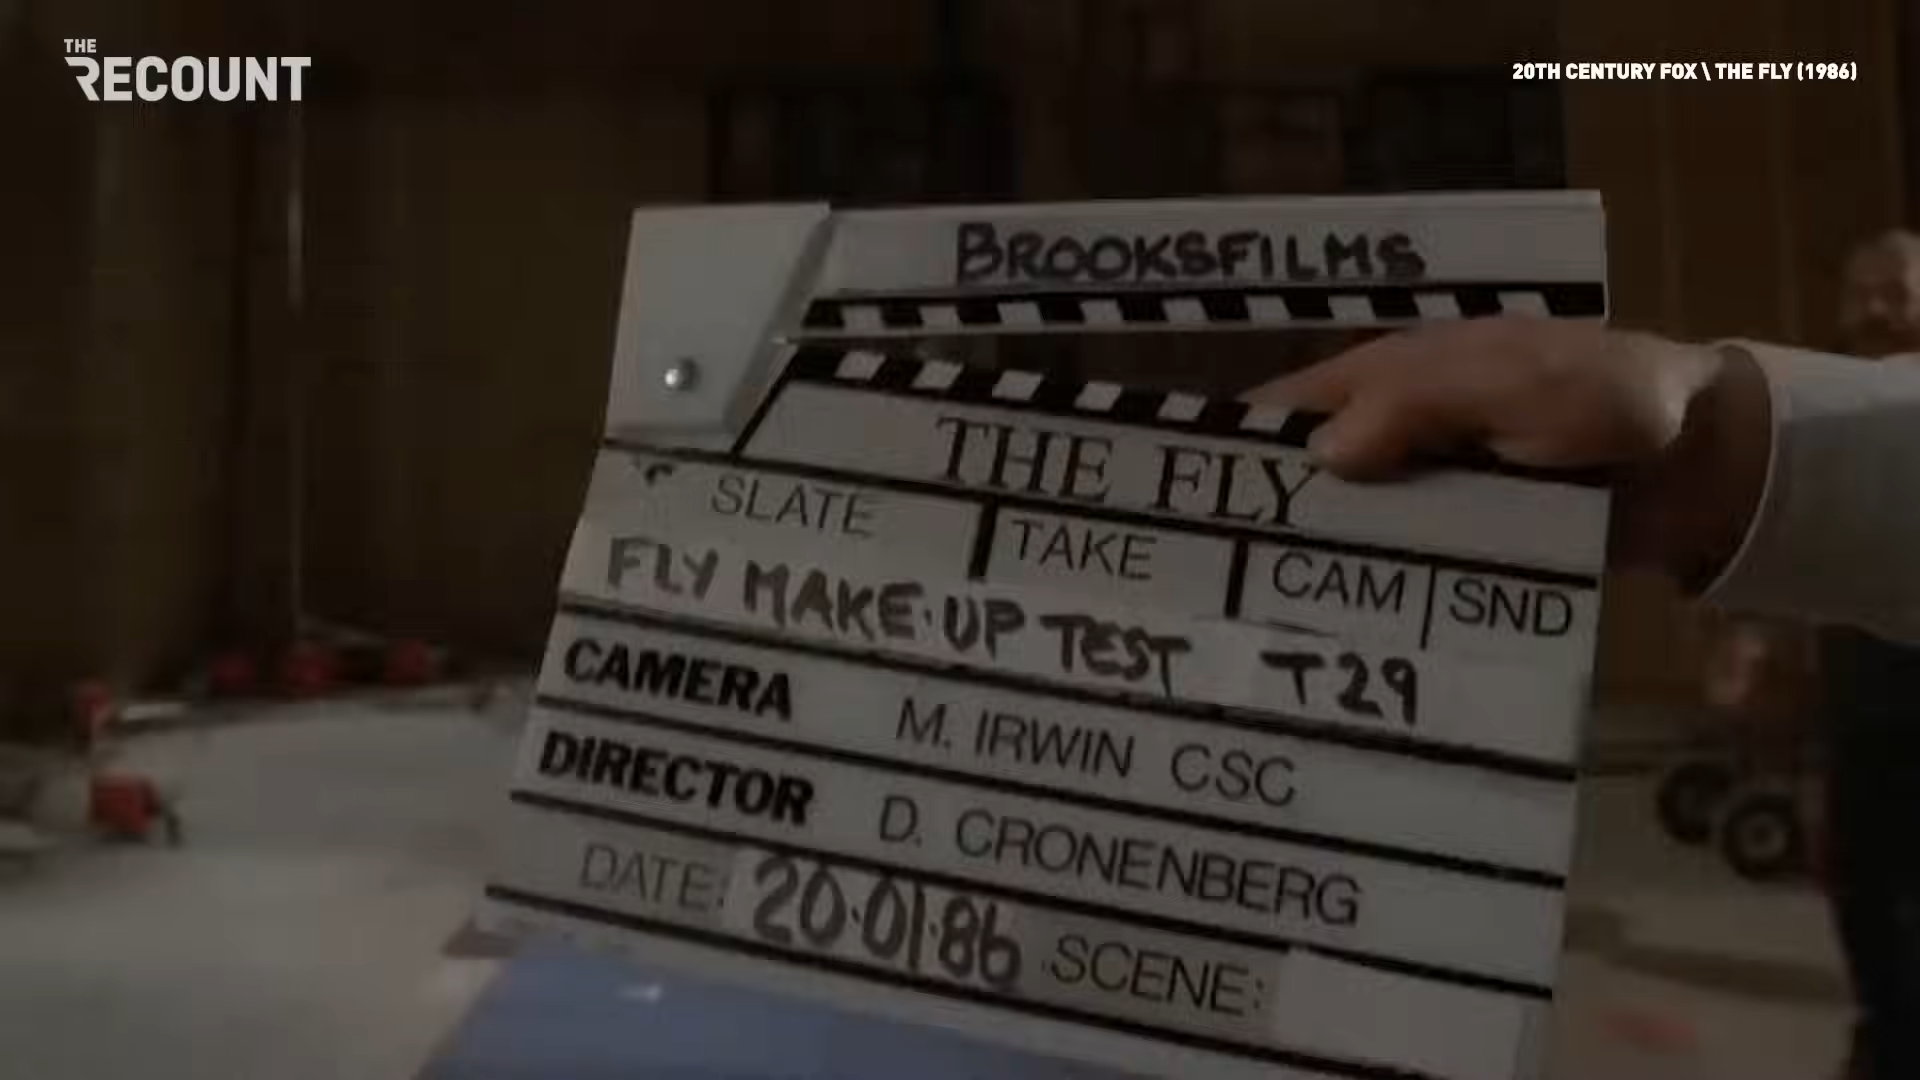 THE
RECOUNT
20TH CENTURY FOX \ THE FLY (1986)
BROOKSFILMS
THE FLY
SLATE TAKE CAM SND
FLY MAKE-UP TEST T29
CAMERA M. IRWIN CSC
DIRECTOR D. CRONENBERG
DATE: 20·01·86 SCENE: